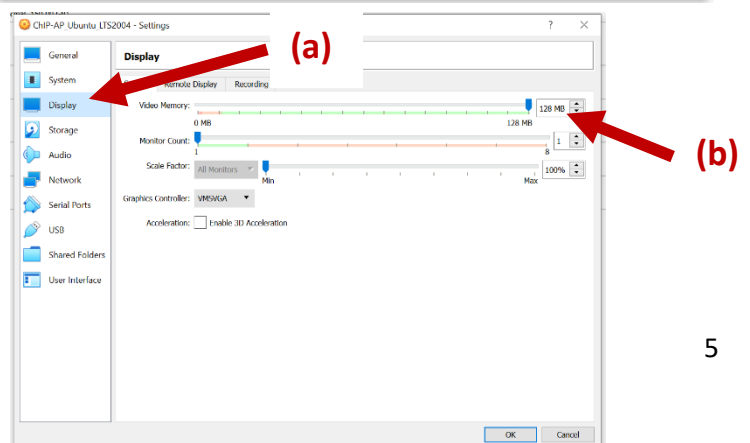 ChIP-AP_Ubuntu_LTS2004 - Settings
?
(a)
General
Display
System
Remote Display Recording
Display
Video Memory: 128 MB
0 MB 128 MB
Storage
Monitor Count: 1
1 8
Audio
Scale Factor: All Monitors 100%
Min Max
(b)
Network
Serial Ports
Graphics Controller: VMSVGA
USB
Acceleration: Enable 3D Acceleration
Shared Folders
User Interface
5
OK Cancel